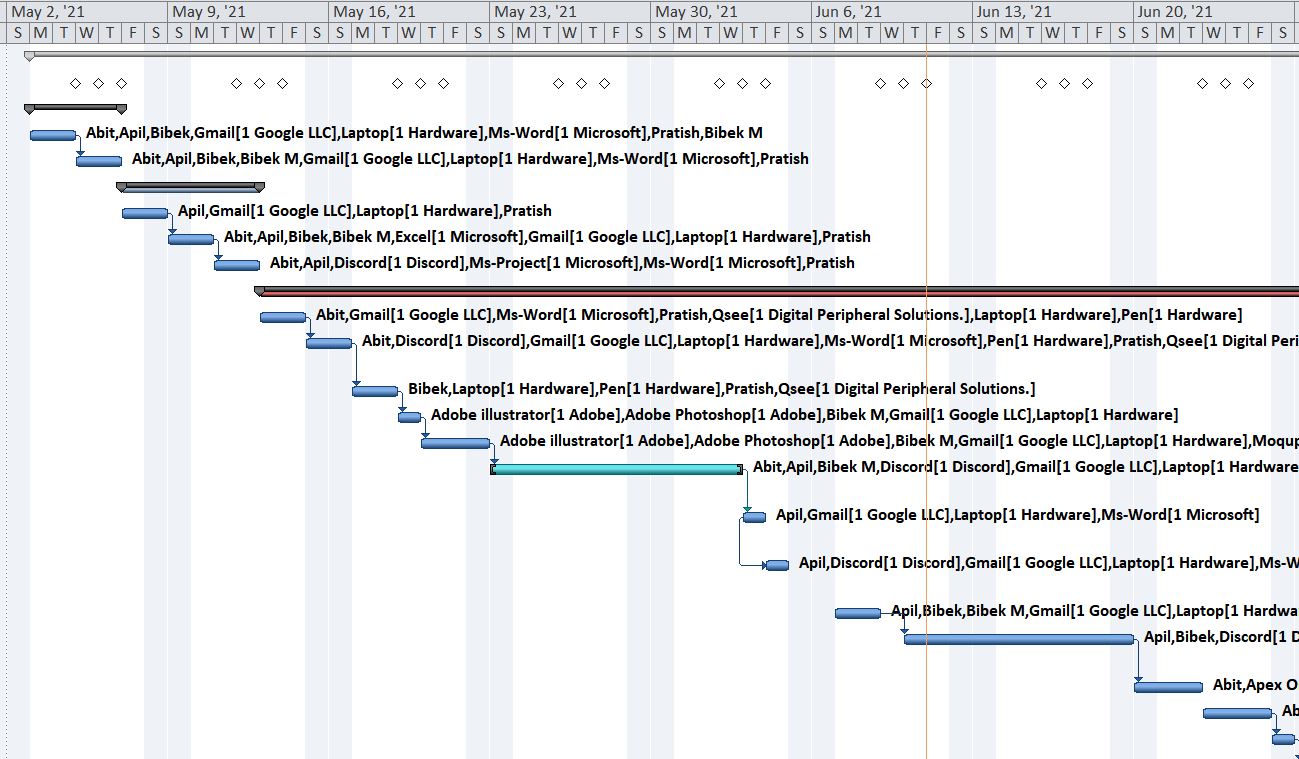 May 2, '21 May 9, '21 May 16, '21 May 23, '21 May 30, '21 Jun 6, '21 Jun 13, '21 Jun 20, '21
S M T W T F S S M T W T F S S M T W T F S S M T W T F S S M T W T F S S M T W T F S S M T W T F S S M T W T F S
Abit,Apil,Bibek,Gmail[1 Google LLC],Laptop[1 Hardware],Ms-Word[1 Microsoft],Pratish,Bibek M
Abit,Apil,Bibek,Bibek M,Gmail[1 Google LLC],Laptop[1 Hardware],Ms-Word[1 Microsoft],Pratish
Apil,Gmail[1 Google LLC],Laptop[1 Hardware],Pratish
Abit,Apil,Bibek,Bibek M,Excel[1 Microsoft],Gmail[1 Google LLC],Laptop[1 Hardware],Pratish
Abit,Apil,Discord[1 Discord],Ms-Project[1 Microsoft],Ms-Word[1 Microsoft],Pratish
Abit,Gmail[1 Google LLC],Ms-Word[1 Microsoft],Pratish,Qsee[1 Digital Peripheral Solutions.],Laptop[1 Hardware],Pen[1 Hardware]
Abit,Discord[1 Discord],Gmail[1 Google LLC],Laptop[1 Hardware],Ms-Word[1 Microsoft],Pen[1 Hardware],Pratish,Qsee[1 Digital Peri
Bibek,Laptop[1 Hardware],Pen[1 Hardware],Pratish,Qsee[1 Digital Peripheral Solutions.]
Adobe illustrator[1 Adobe],Adobe Photoshop[1 Adobe],Bibek M,Gmail[1 Google LLC],Laptop[1 Hardware]
Adobe illustrator[1 Adobe],Adobe Photoshop[1 Adobe],Bibek M,Gmail[1 Google LLC],Laptop[1 Hardware],Moqup
Abit,Apil,Bibek M,Discord[1 Discord],Gmail[1 Google LLC],Laptop[1 Hardware
Apil,Gmail[1 Google LLC],Laptop[1 Hardware],Ms-Word[1 Microsoft]
Apil,Discord[1 Discord],Gmail[1 Google LLC],Laptop[1 Hardware],Ms-W
Apil,Bibek,Bibek M,Gmail[1 Google LLC],Laptop[1 Hardwa
Apil,Bibek,Discord[1 D
Abit,Apex O
Ab